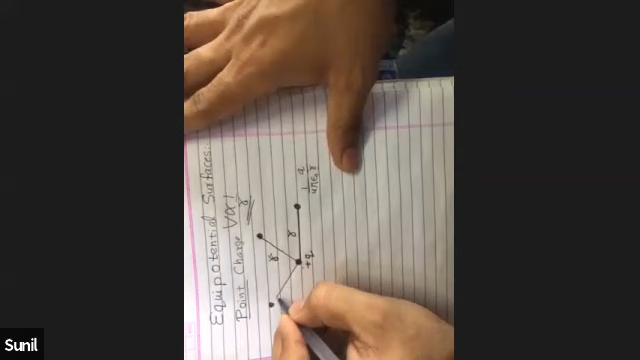 Equipotential Surfaces:
Point Charge V∝1/r
1/4πε₀ q/r
r
r
+q
Sunil